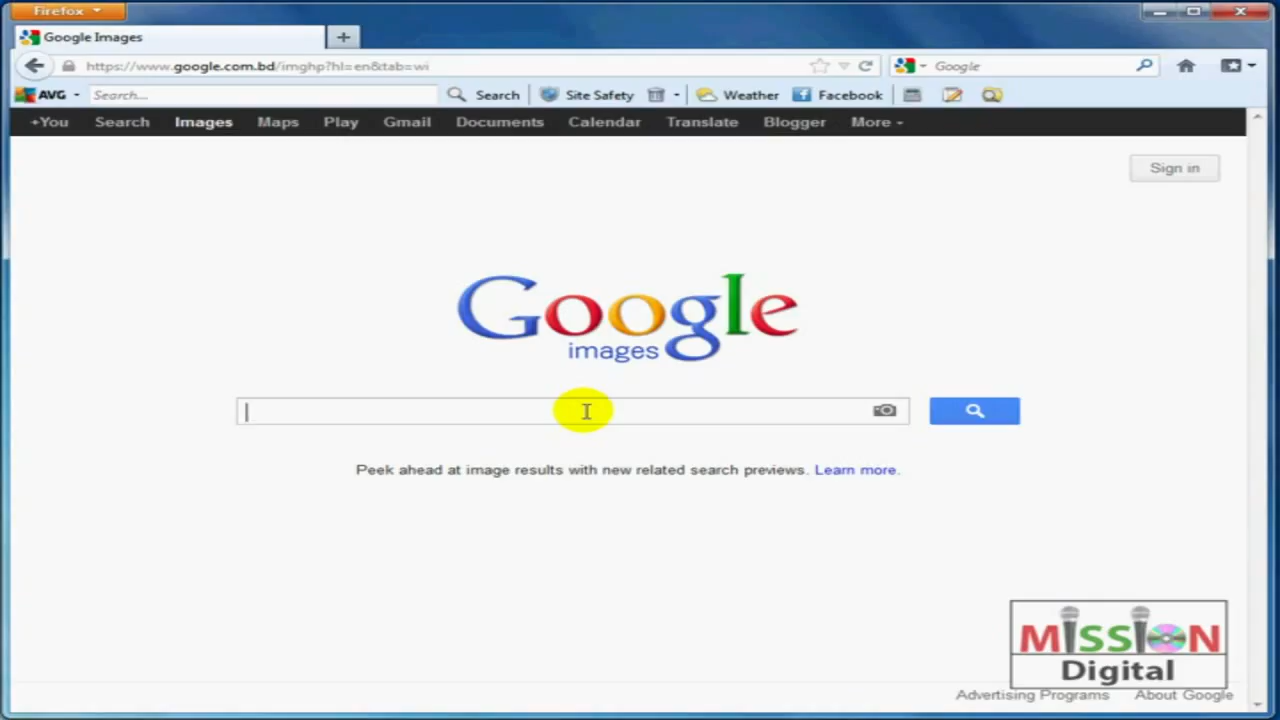 Firefox
Google Images
https://www.google.com.bd/imghp?hl=en&tab=wi
Google
AVG
Search...
Search
Site Safety
Weather
Facebook
+You Search Images Maps Play Gmail Documents Calendar Translate Blogger More
Sign in
Google
images
Peek ahead at image results with new related search previews. Learn more.
MISSION
Digital
Advertising Programs About Google